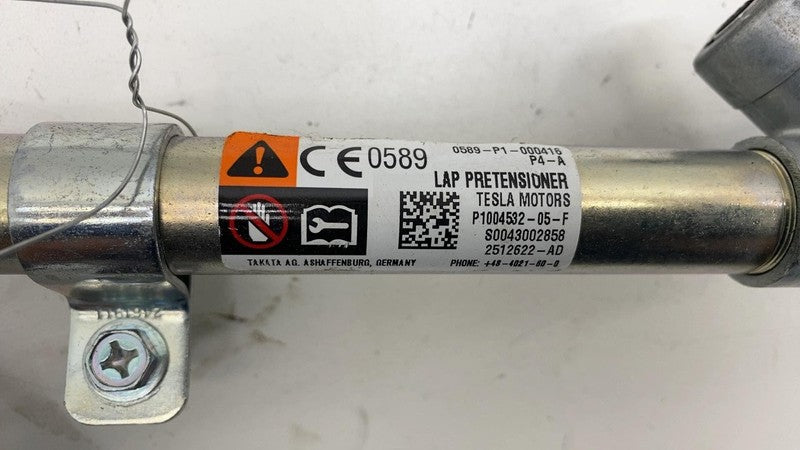 CE 0589
0589-P1-000416
P4-A
LAP PRETENSIONER
TESLA MOTORS
P1004532-05-F
S0043002858
2512622-AD
TAKATA AG, ASHAFFENBURG, GERMANY
PHONE: +49-6021-60-0